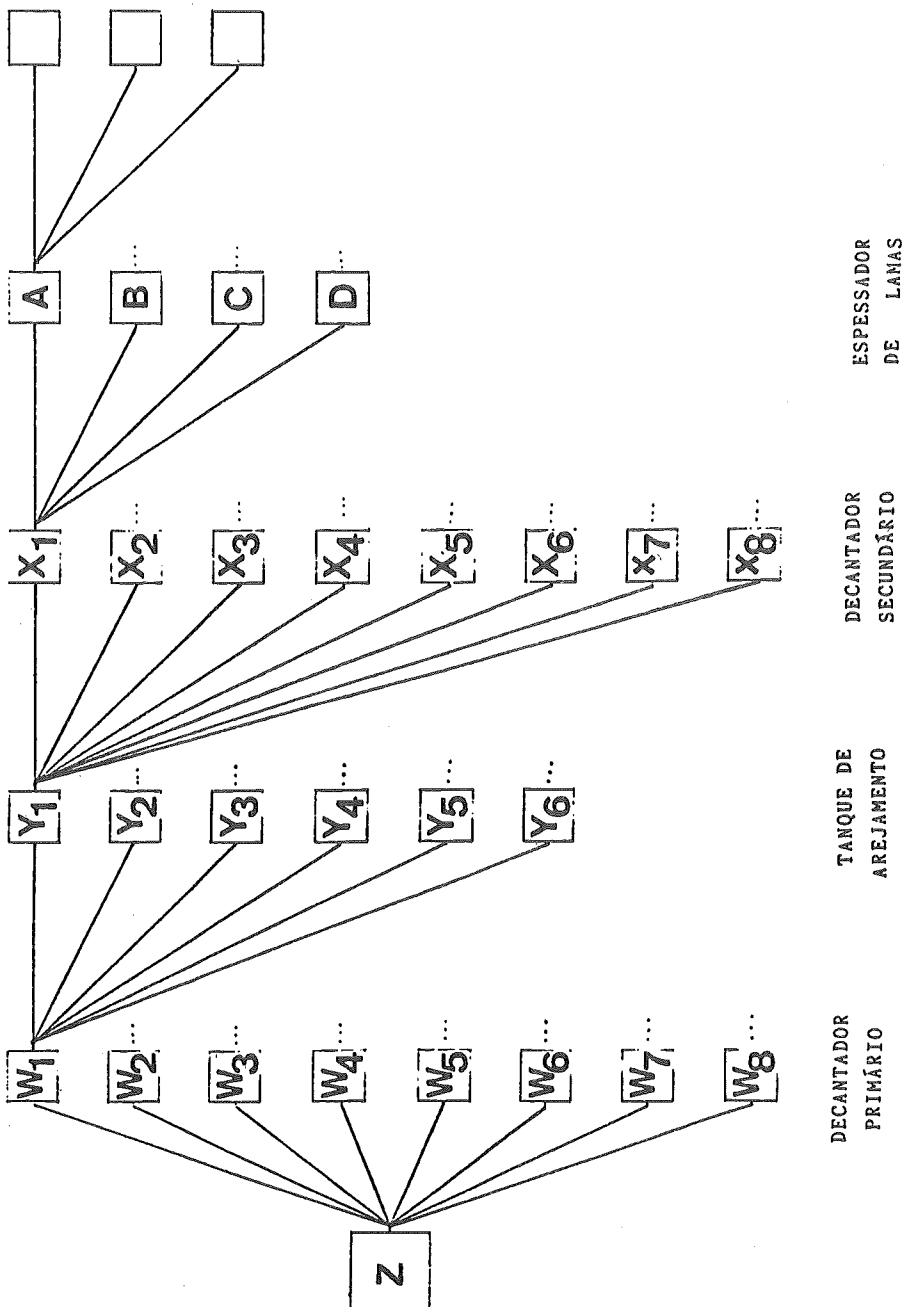 Z
W1
W2 ....
W3 ....
W4 ....
W5 ....
W6 ....
W7 ....
W8 ....
Y1
Y2 ....
Y3 ....
Y4 ....
Y5 ....
Y6 ....
X1
X2 ....
X3 ....
X4 ....
X5 ....
X6 ....
X7 ....
X8 ....
A
B ....
C ....
D ....
DECANTADOR
PRIMÁRIO
TANQUE DE
AREJAMENTO
DECANTADOR
SECUNDÁRIO
ESPESSADOR
DE LAMAS